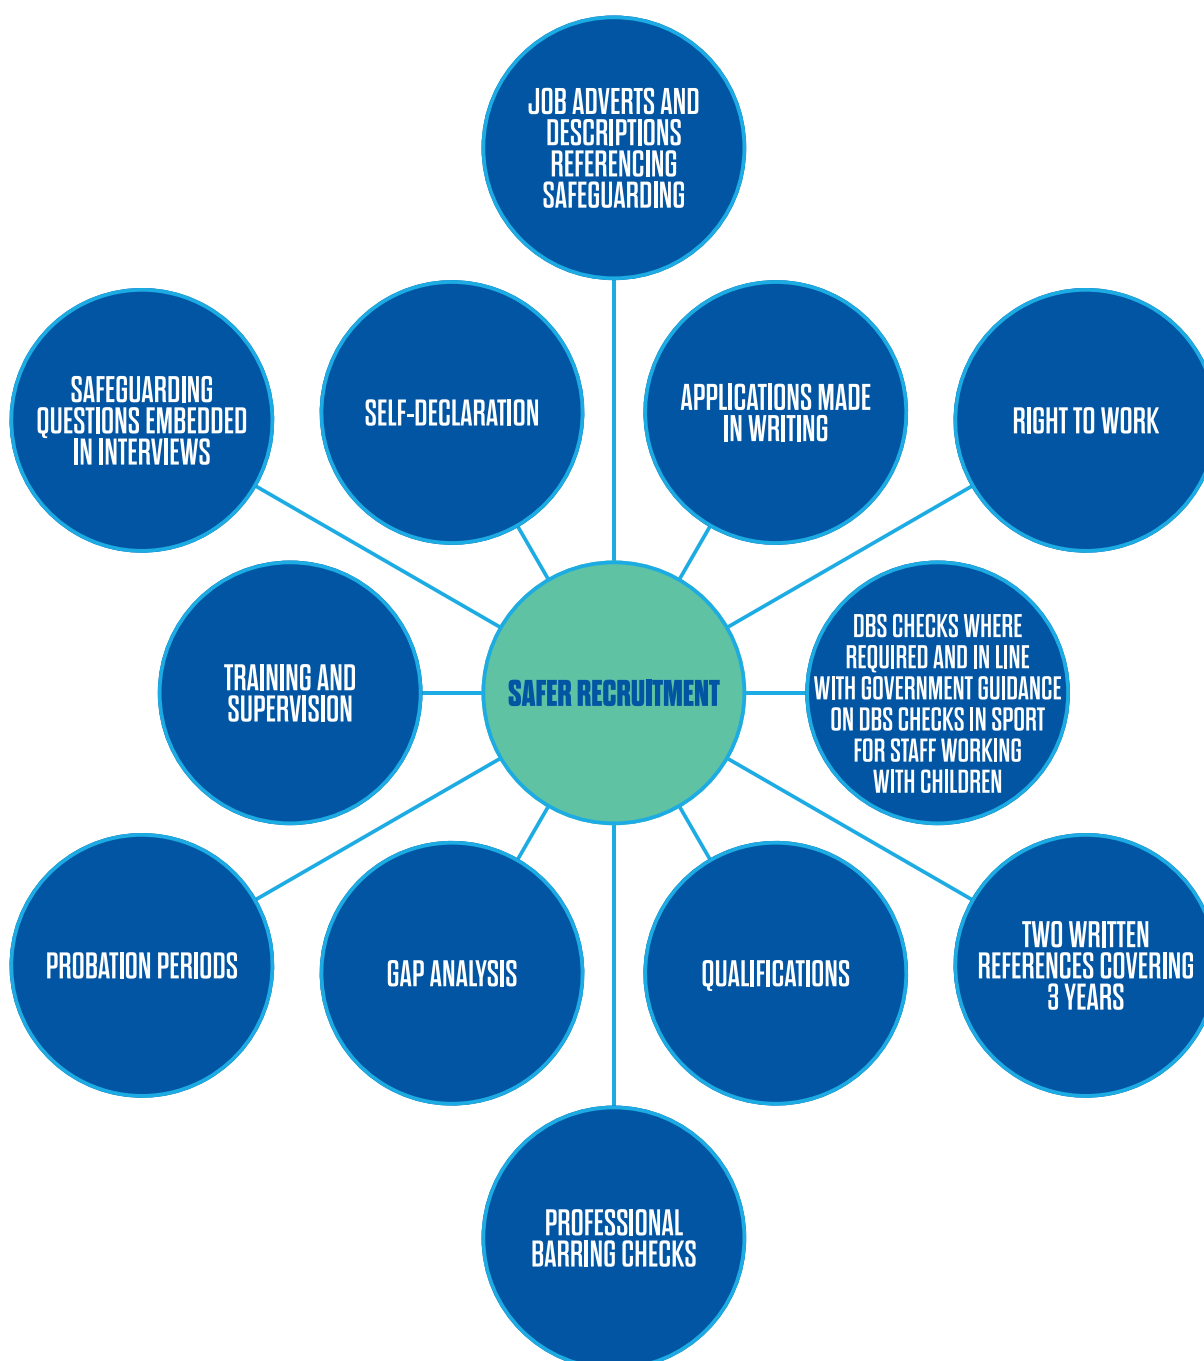 JOB ADVERTS AND
DESCRIPTIONS
REFERENCING
SAFEGUARDING
SAFEGUARDING
QUESTIONS EMBEDDED
IN INTERVIEWS
SELF-DECLARATION
APPLICATIONS MADE
IN WRITING
RIGHT TO WORK
TRAINING AND
SUPERVISION
SAFER RECRUITMENT
DBS CHECKS WHERE
REQUIRED AND IN LINE
WITH GOVERNMENT GUIDANCE
ON DBS CHECKS IN SPORT
FOR STAFF WORKING
WITH CHILDREN
PROBATION PERIODS
GAP ANALYSIS
QUALIFICATIONS
TWO WRITTEN
REFERENCES COVERING
3 YEARS
PROFESSIONAL
BARRING CHECKS